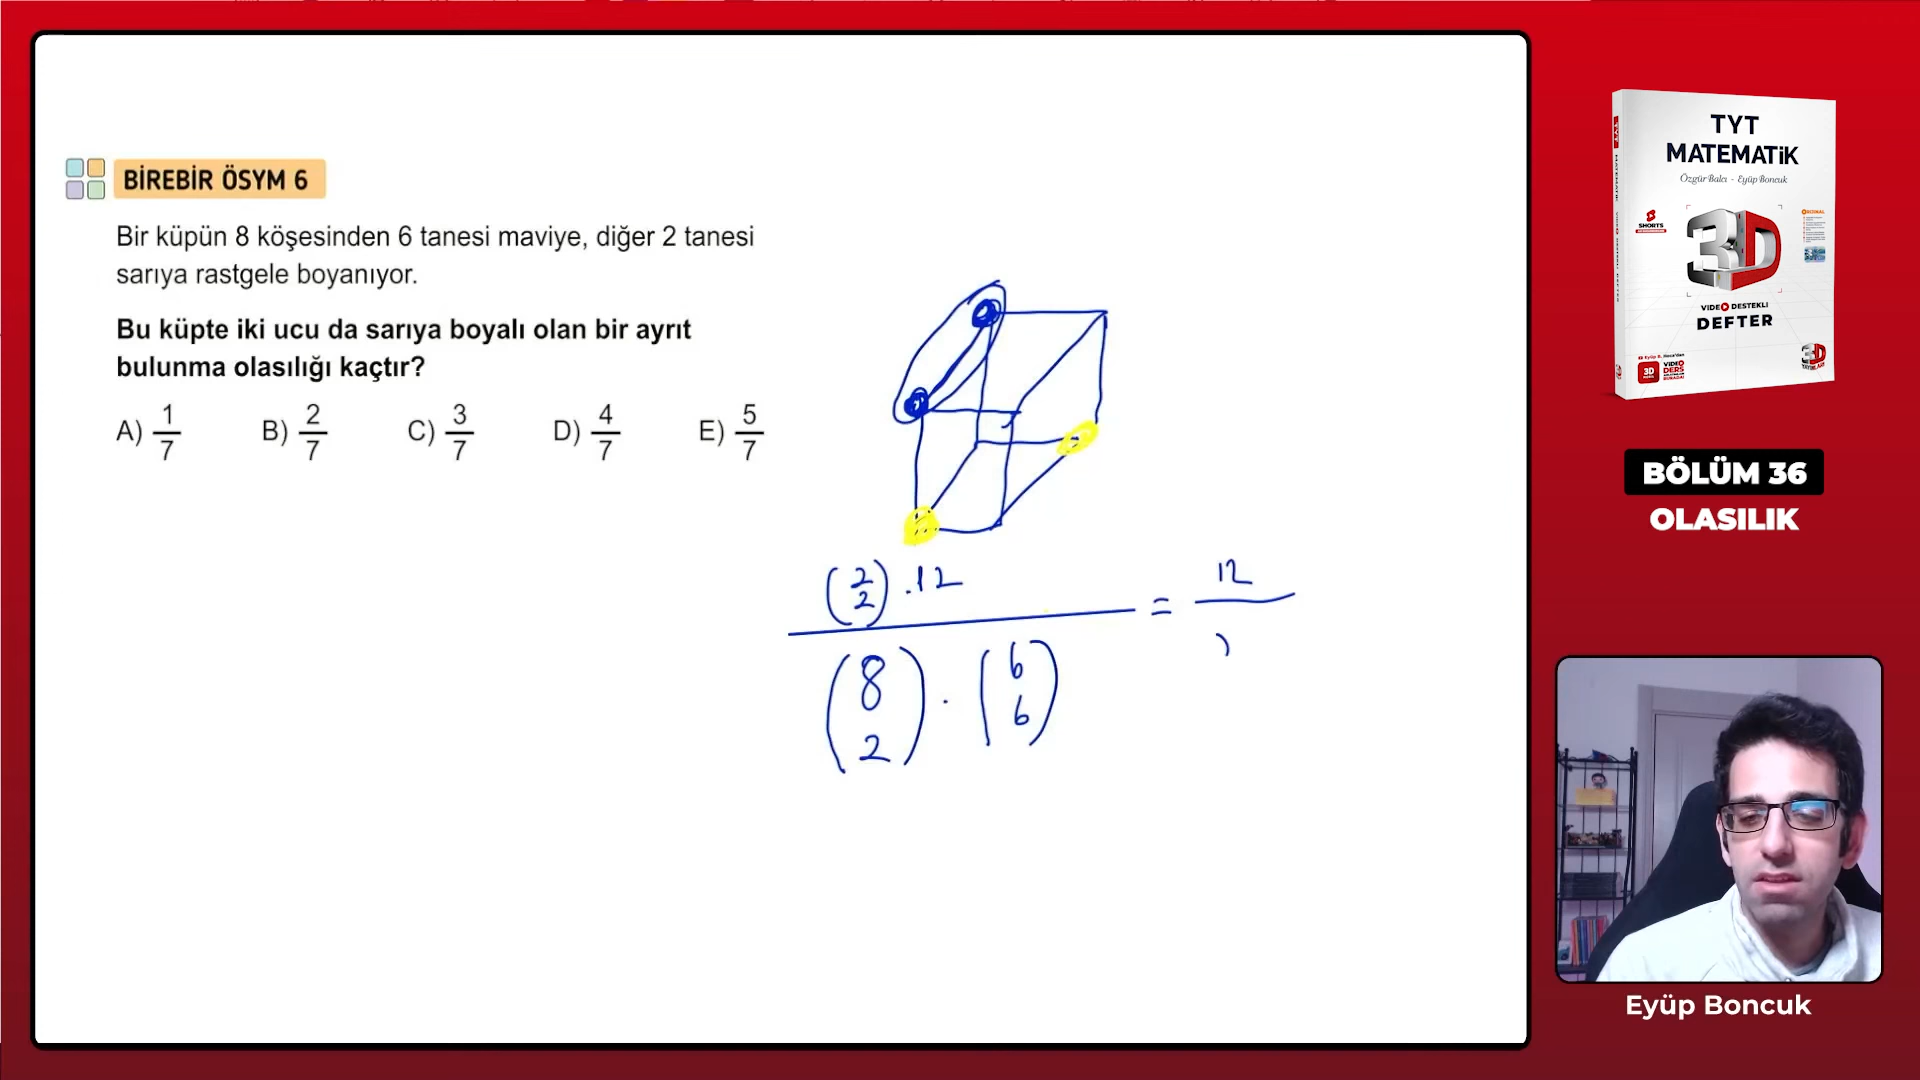 BİREBİR ÖSYM 6
Bir küpün 8 köşesinden 6 tanesi maviye, diğer 2 tanesi
sarıya rastgele boyanıyor.
Bu küpte iki ucu da sarıya boyalı olan bir ayrıt
bulunma olasılığı kaçtır?
A) 1/7 B) 2/7 C) 3/7 D) 4/7 E) 5/7
(2 2) . 12
= 12
(8 2) . (6 6)
TYT
MATEMATİK
Özgür Balcı - Eyüp Boncuk
SHORTS
3D
VIDEO DESTEKLİ
DEFTER
BÖLÜM 36
OLASILIK
Eyüp Boncuk